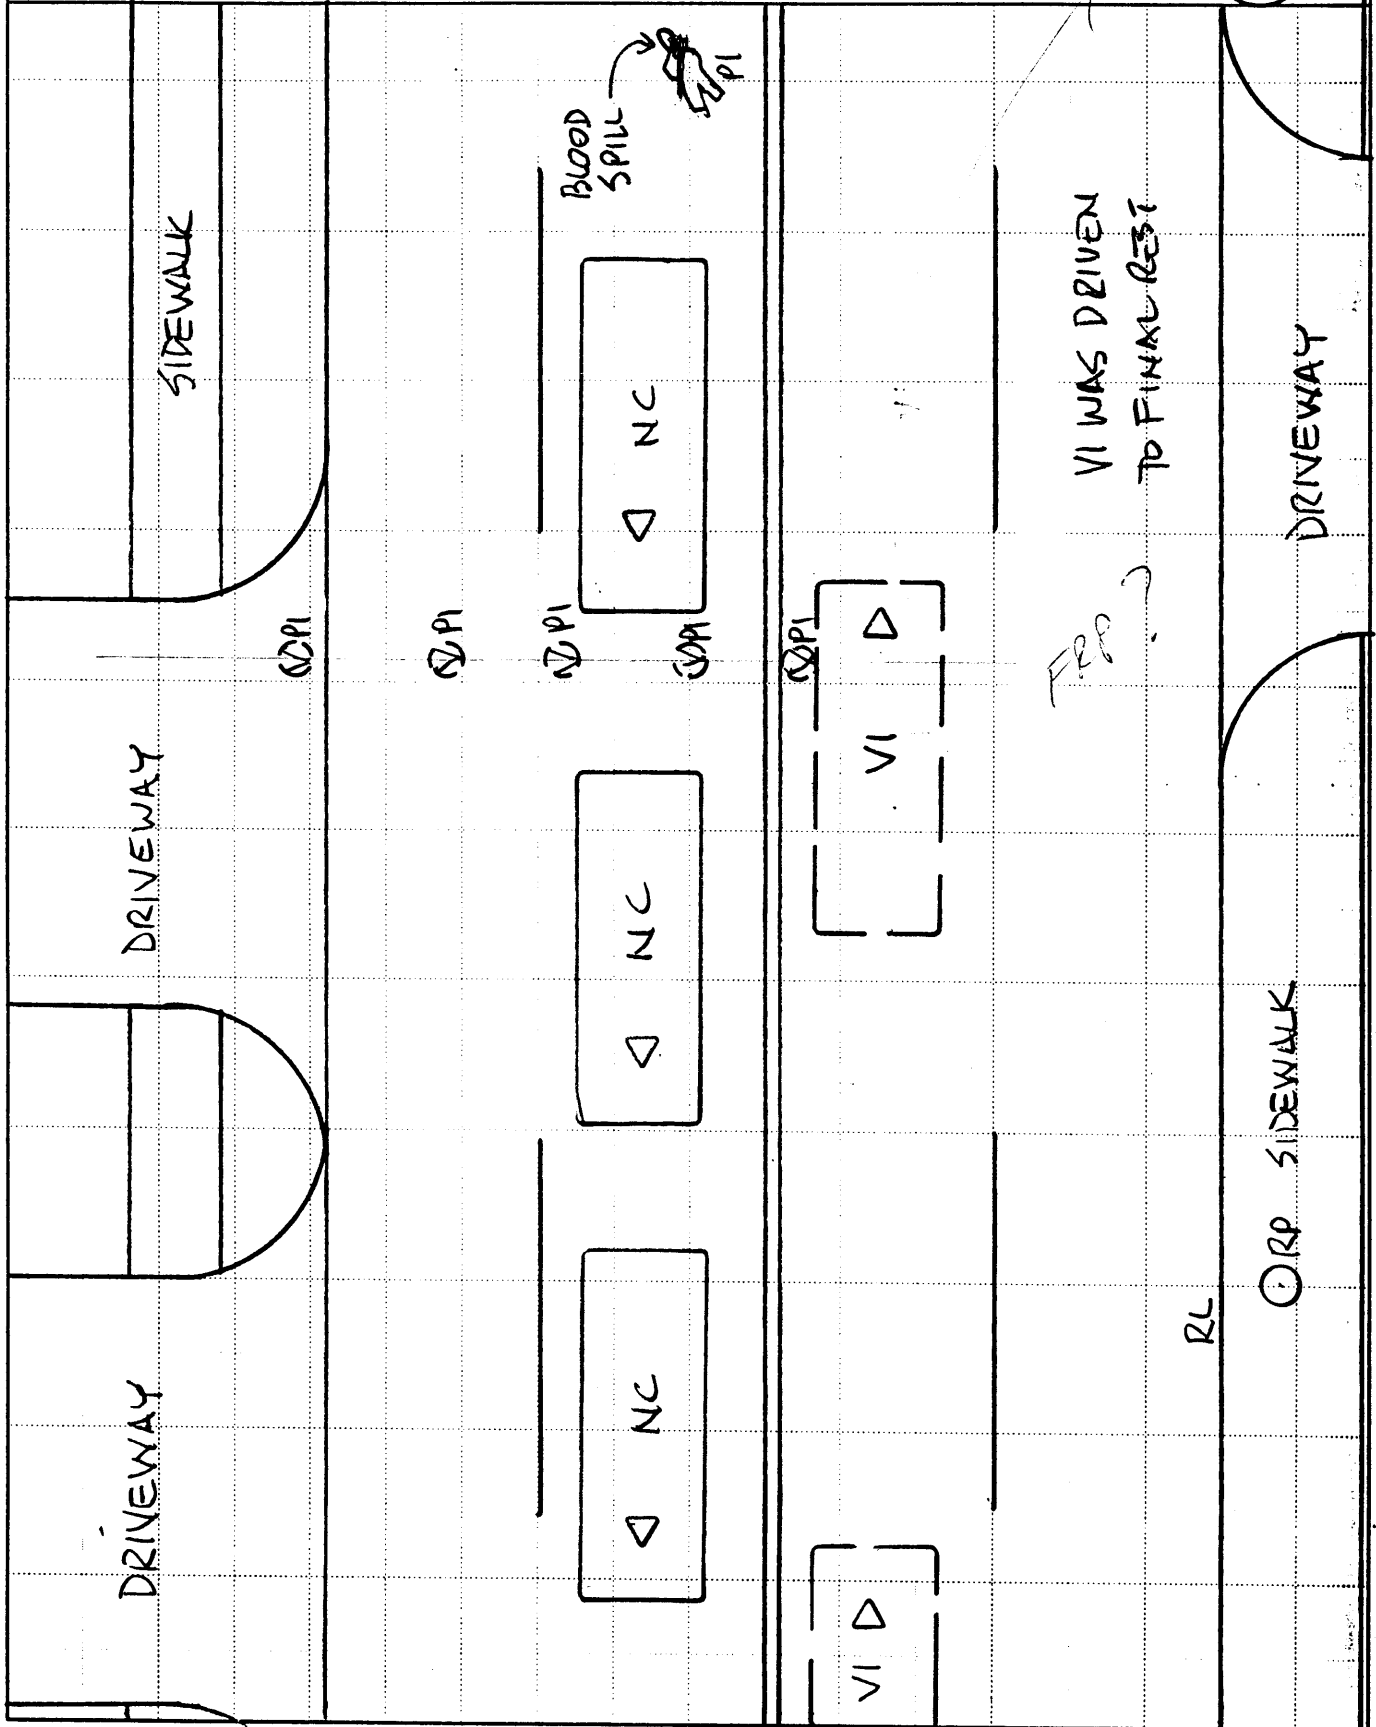 SIDEWALK
BLOOD
SPILL
P1
NC
V1 WAS DRIVEN
TO FINAL REST
DRIVEWAY
P1
P1
P1
P1
P1
V1
FRP ?
DRIVEWAY
NC
RP SIDEWALK
RL
DRIVEWAY
NC
V1